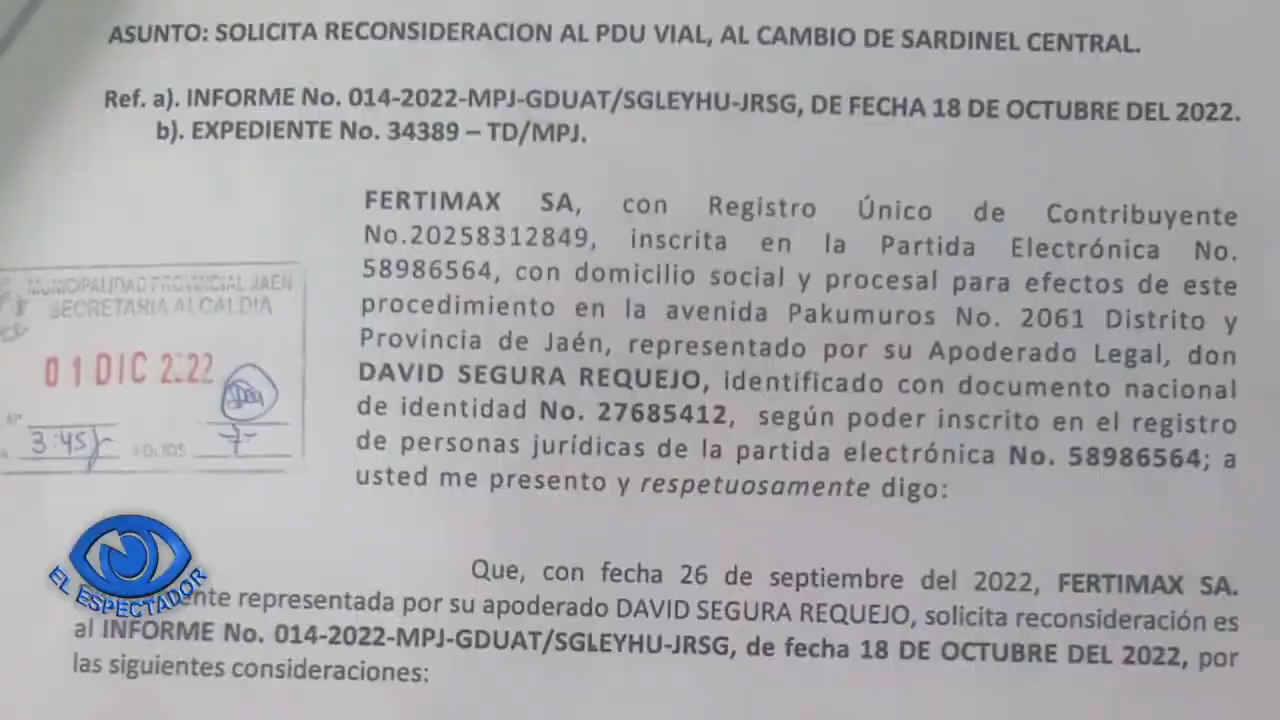 ASUNTO: SOLICITA RECONSIDERACION AL PDU VIAL, AL CAMBIO DE SARDINEL CENTRAL.
Ref. a). INFORME No. 014-2022-MPJ-GDUAT/SGLEYHU-JRSG, DE FECHA 18 DE OCTUBRE DEL 2022.
b). EXPEDIENTE No. 34389 – TD/MPJ.
FERTIMAX SA, con Registro Único de Contribuyente
No.20258312849, inscrita en la Partida Electrónica No.
58986564, con domicilio social y procesal para efectos de este
procedimiento en la avenida Pakumuros No. 2061 Distrito y
Provincia de Jaén, representado por su Apoderado Legal, don
DAVID SEGURA REQUEJO, identificado con documento nacional
de identidad No. 27685412, según poder inscrito en el registro
de personas jurídicas de la partida electrónica No. 58986564; a
usted me presento y respetuosamente digo:
MUNICIPALIDAD PROVINCIAL JAEN
SECRETARIA ALCALDIA
01 DIC 2022
3:45
FOLIOS
7
Que, con fecha 26 de septiembre del 2022, FERTIMAX SA.
ente representada por su apoderado DAVID SEGURA REQUEJO, solicita reconsideración es
al INFORME No. 014-2022-MPJ-GDUAT/SGLEYHU-JRSG, de fecha 18 DE OCTUBRE DEL 2022, por
las siguientes consideraciones:
EL ESPECTADOR